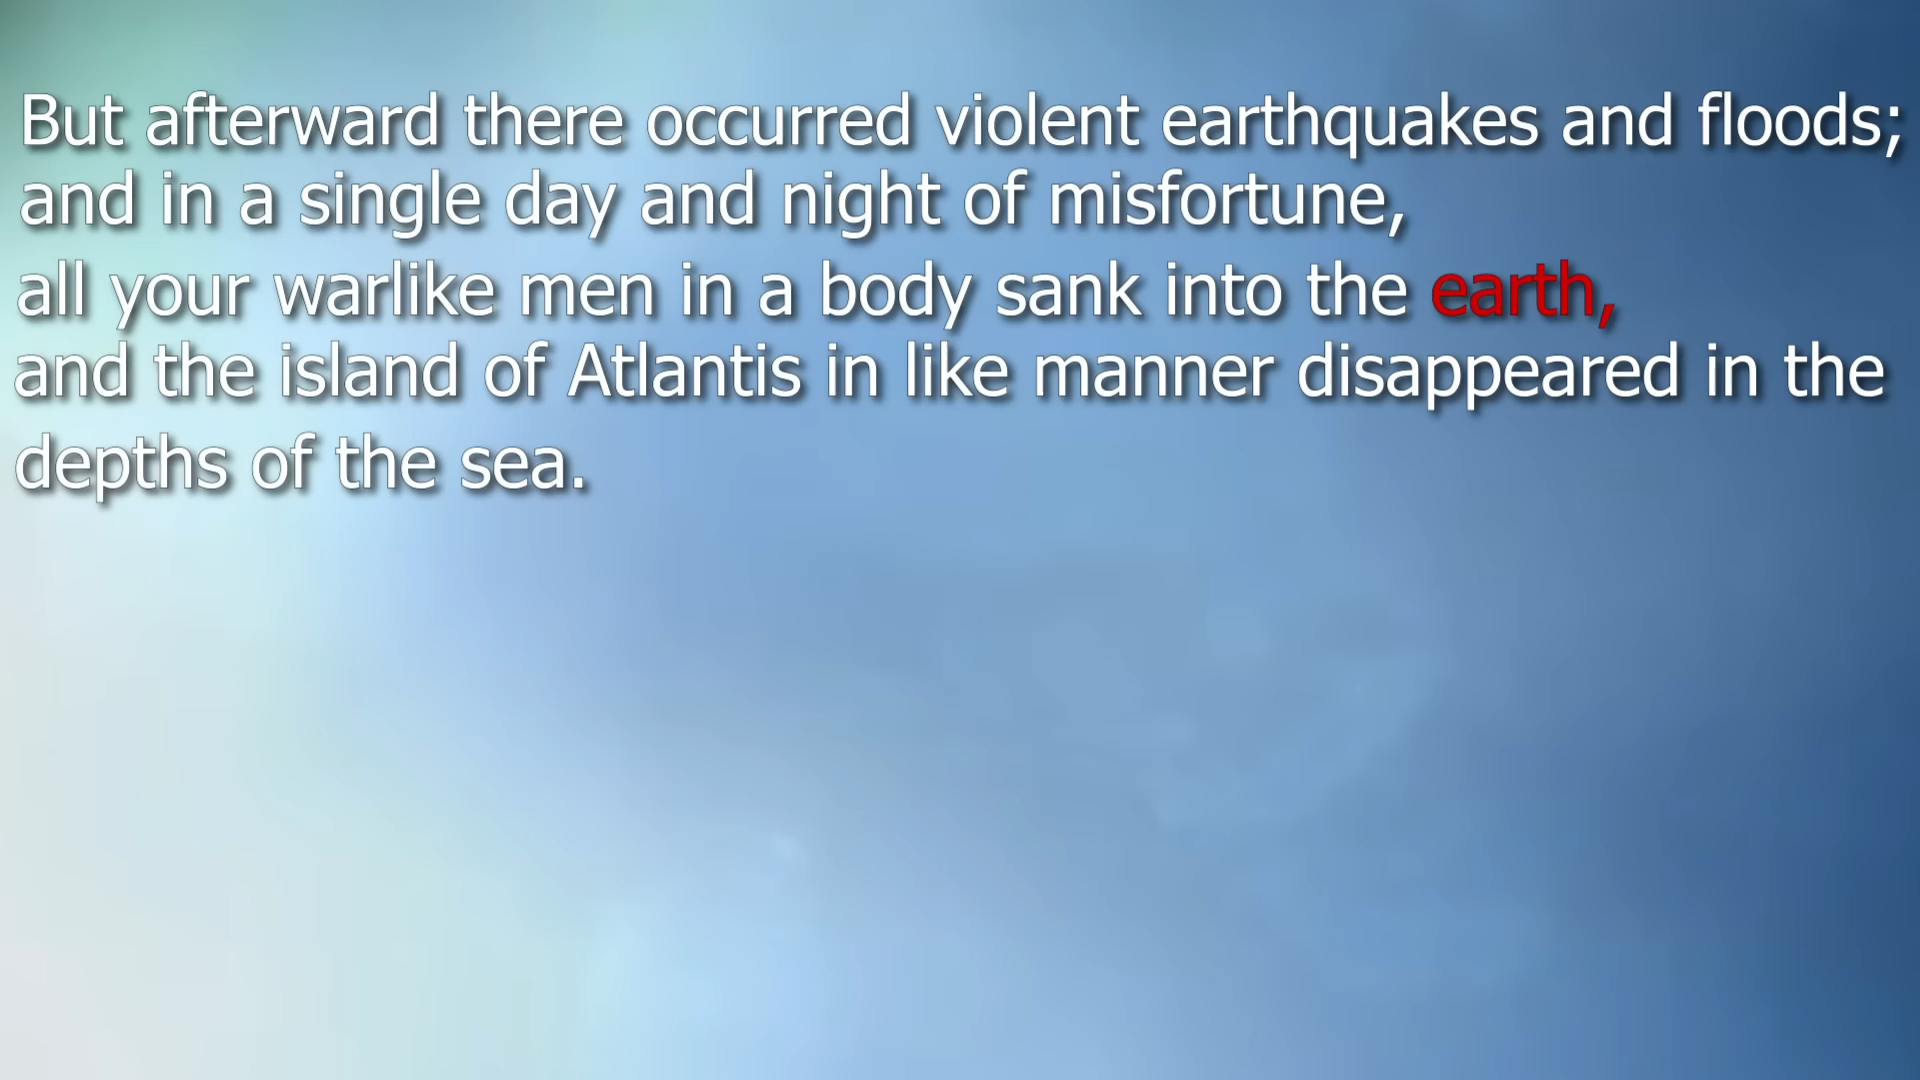 But afterward there occurred violent earthquakes and floods;
and in a single day and night of misfortune,
all your warlike men in a body sank into the earth,
and the island of Atlantis in like manner disappeared in the
depths of the sea.